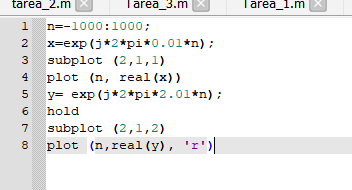 tarea_2.m Tarea_3.m Tarea_1.m
1 n=-1000:1000;
2 x=exp(j*2*pi*0.01*n);
3 subplot (2,1,1)
4 plot (n, real(x))
5 y= exp(j*2*pi*2.01*n);
6 hold
7 subplot (2,1,2)
8 plot (n,real(y), 'r')